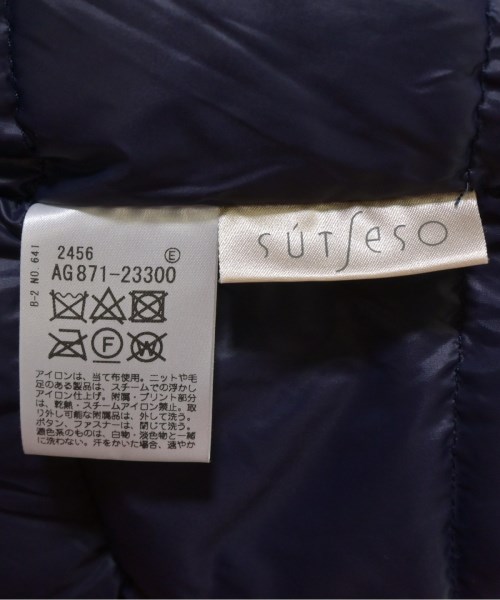 SÚTSESO
B-2 NO. 641
2456
E
AG871-23300
F
W
アイロンは、当て布使用。ニットや毛
足のある製品は、スチームでの浮かし
アイロン仕上げ。附属・プリント部分
は、乾熱・スチームアイロン禁止。取
り外し可能な附属品は、外して洗う。
ボタン、ファスナーは、閉じて洗う。
濃色系のものは、白物・淡色物と一緒
に洗わない。汗をかいた場合、速やか